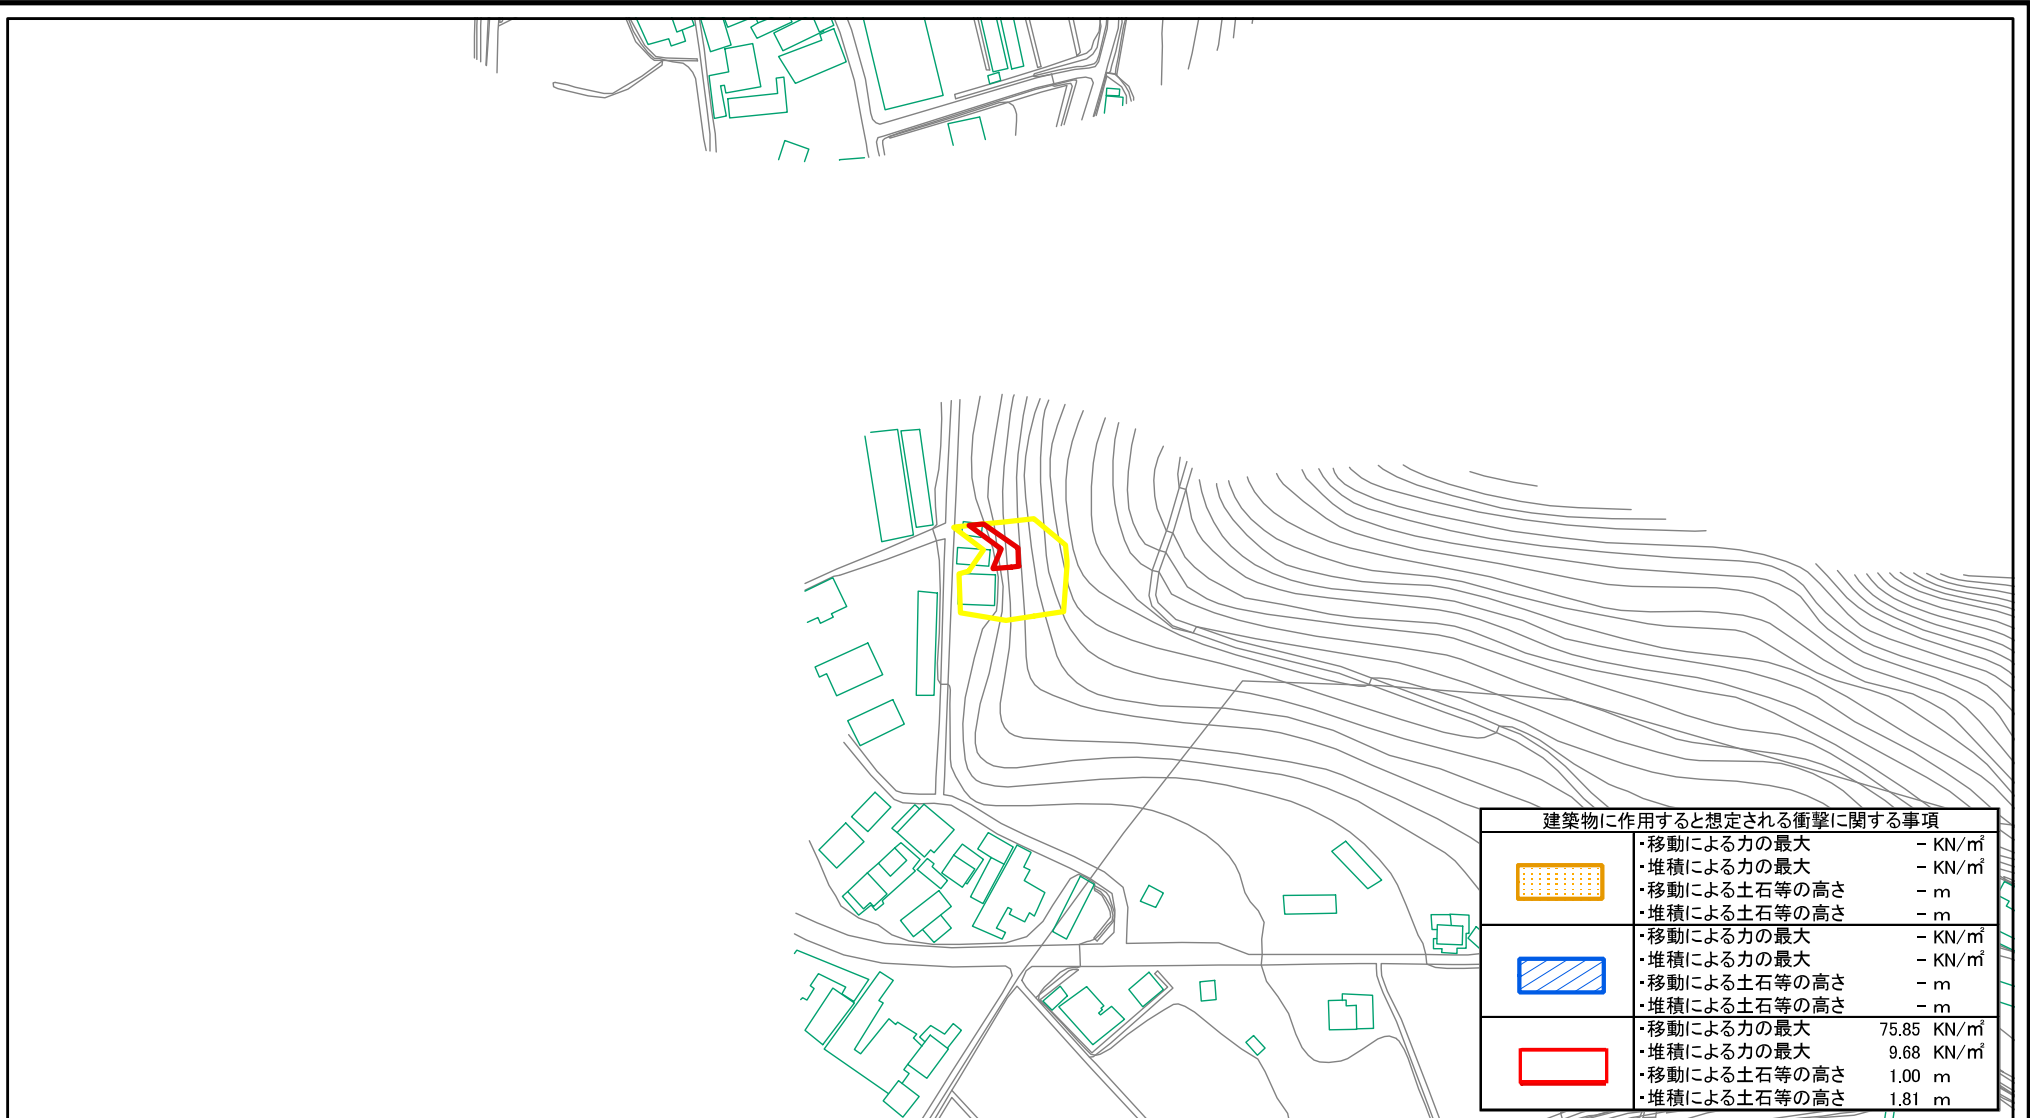 建築物に作用すると想定される衝撃に関する事項
・移動による力の最大 － KN/㎡
・堆積による力の最大 － KN/㎡
・移動による土石等の高さ － m
・堆積による土石等の高さ － m
・移動による力の最大 － KN/㎡
・堆積による力の最大 － KN/㎡
・移動による土石等の高さ － m
・堆積による土石等の高さ － m
・移動による力の最大 75.85 KN/㎡
・堆積による力の最大 9.68 KN/㎡
・移動による土石等の高さ 1.00 m
・堆積による土石等の高さ 1.81 m